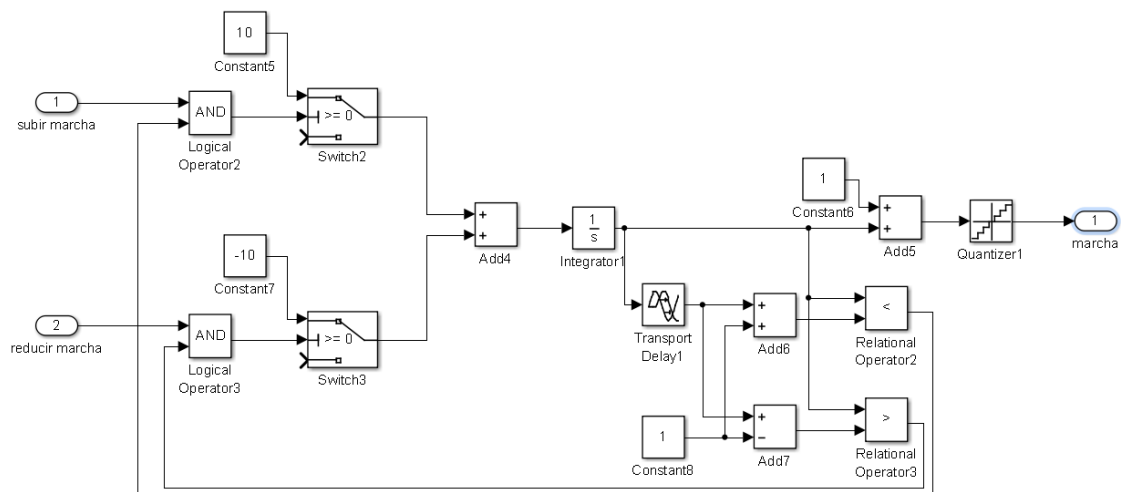 10
Constant5
1
subir marcha
AND
Logical
Operator2
>= 0
Switch2
1
Constant6
+
+
Add5
Quantizer1
1
marcha
+
+
Add4
1
s
Integrator1
-10
Constant7
2
reducir marcha
AND
Logical
Operator3
>= 0
Switch3
Transport
Delay1
+
+
Add6
<
Relational
Operator2
1
Constant8
+
−
Add7
>
Relational
Operator3